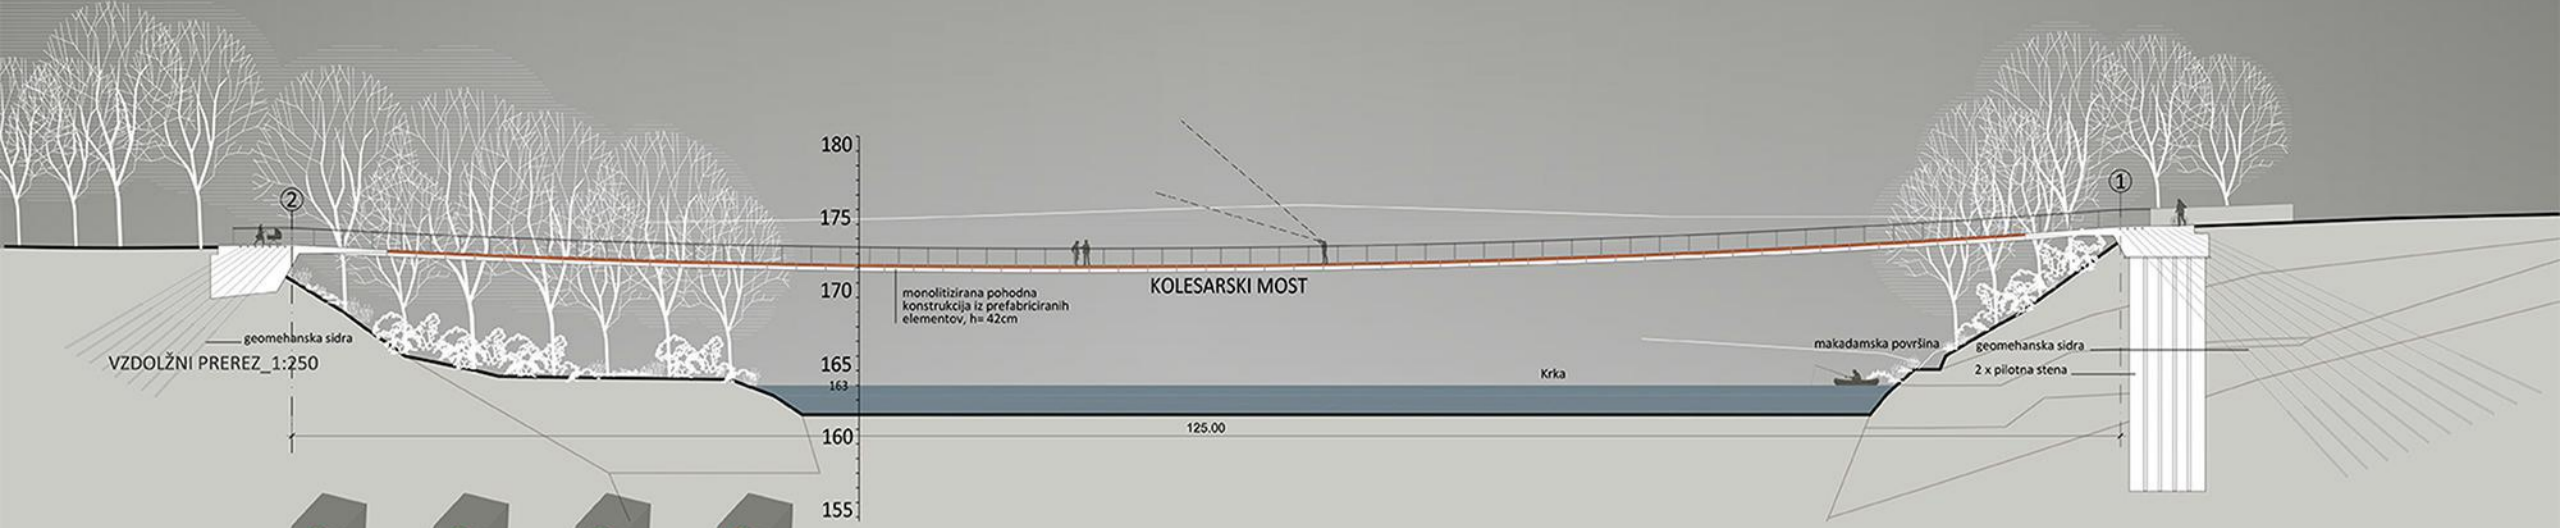 180
175
170
165
163
160
155
2
1
KOLESARSKI MOST
monolitizirana pohodna
konstrukcija iz prefabriciranih
elementov, h= 42cm
geomehanska sidra
VZDOLŽNI PREREZ_1:250
Krka
makadamska površina
geomehanska sidra
2 x pilotna stena
125.00